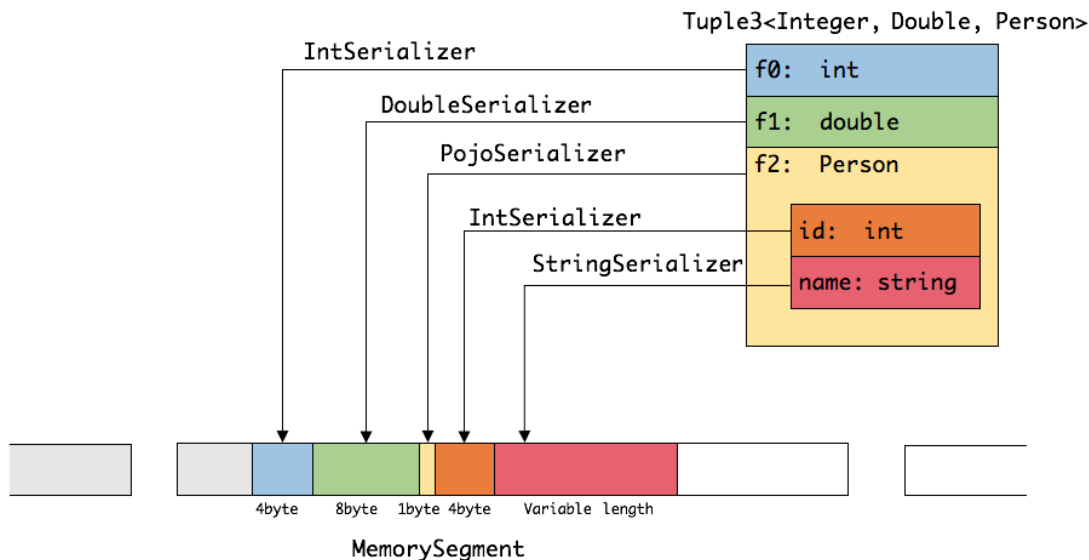 Tuple3<Integer, Double, Person>
IntSerializer
f0: int
DoubleSerializer
f1: double
PojoSerializer
f2: Person
IntSerializer
id: int
StringSerializer
name: string
4byte 8byte 1byte 4byte Variable length
MemorySegment